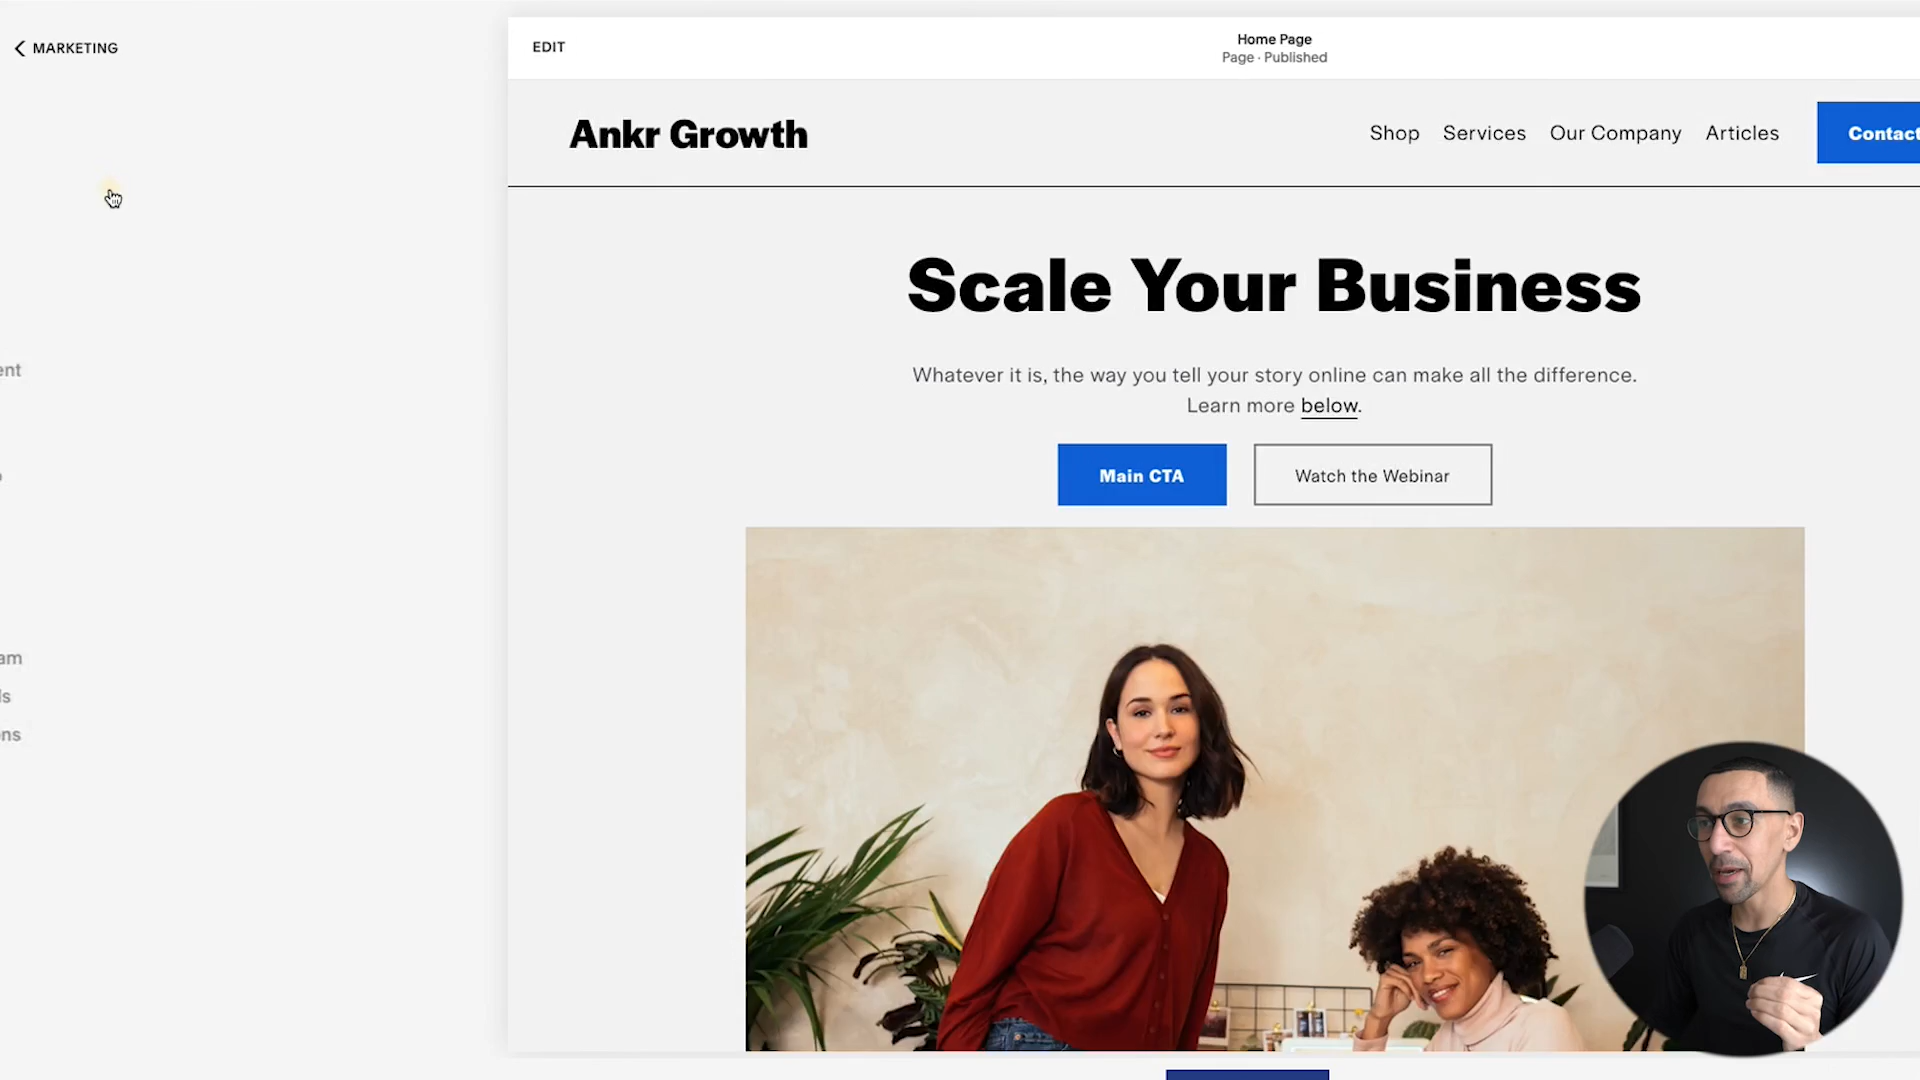 MARKETING
EDIT
Home Page
Page · Published
Ankr Growth
Shop Services Our Company Articles
Contact
Scale Your Business
Whatever it is, the way you tell your story online can make all the difference.
Learn more below.
Main CTA
Watch the Webinar